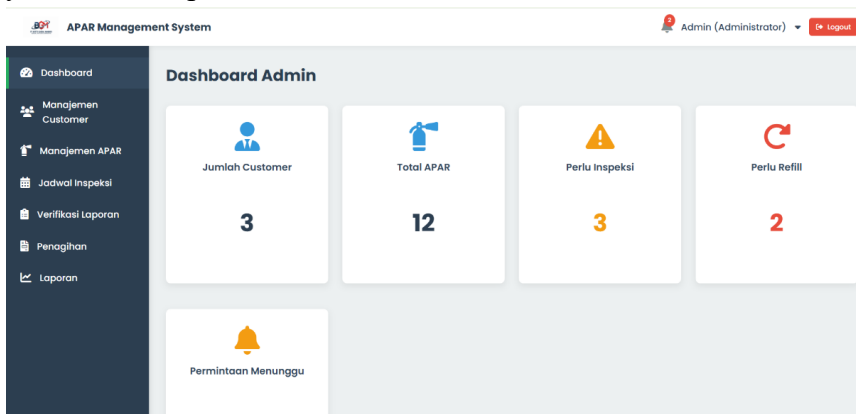 BGY
APAR Management System
2
Admin (Administrator)
Logout
Dashboard
Manajemen
Customer
Manajemen APAR
Jadwal Inspeksi
Verifikasi Laporan
Penagihan
Laporan
Dashboard Admin
Jumlah Customer
3
Total APAR
12
Perlu Inspeksi
3
Perlu Refill
2
Permintaan Menunggu